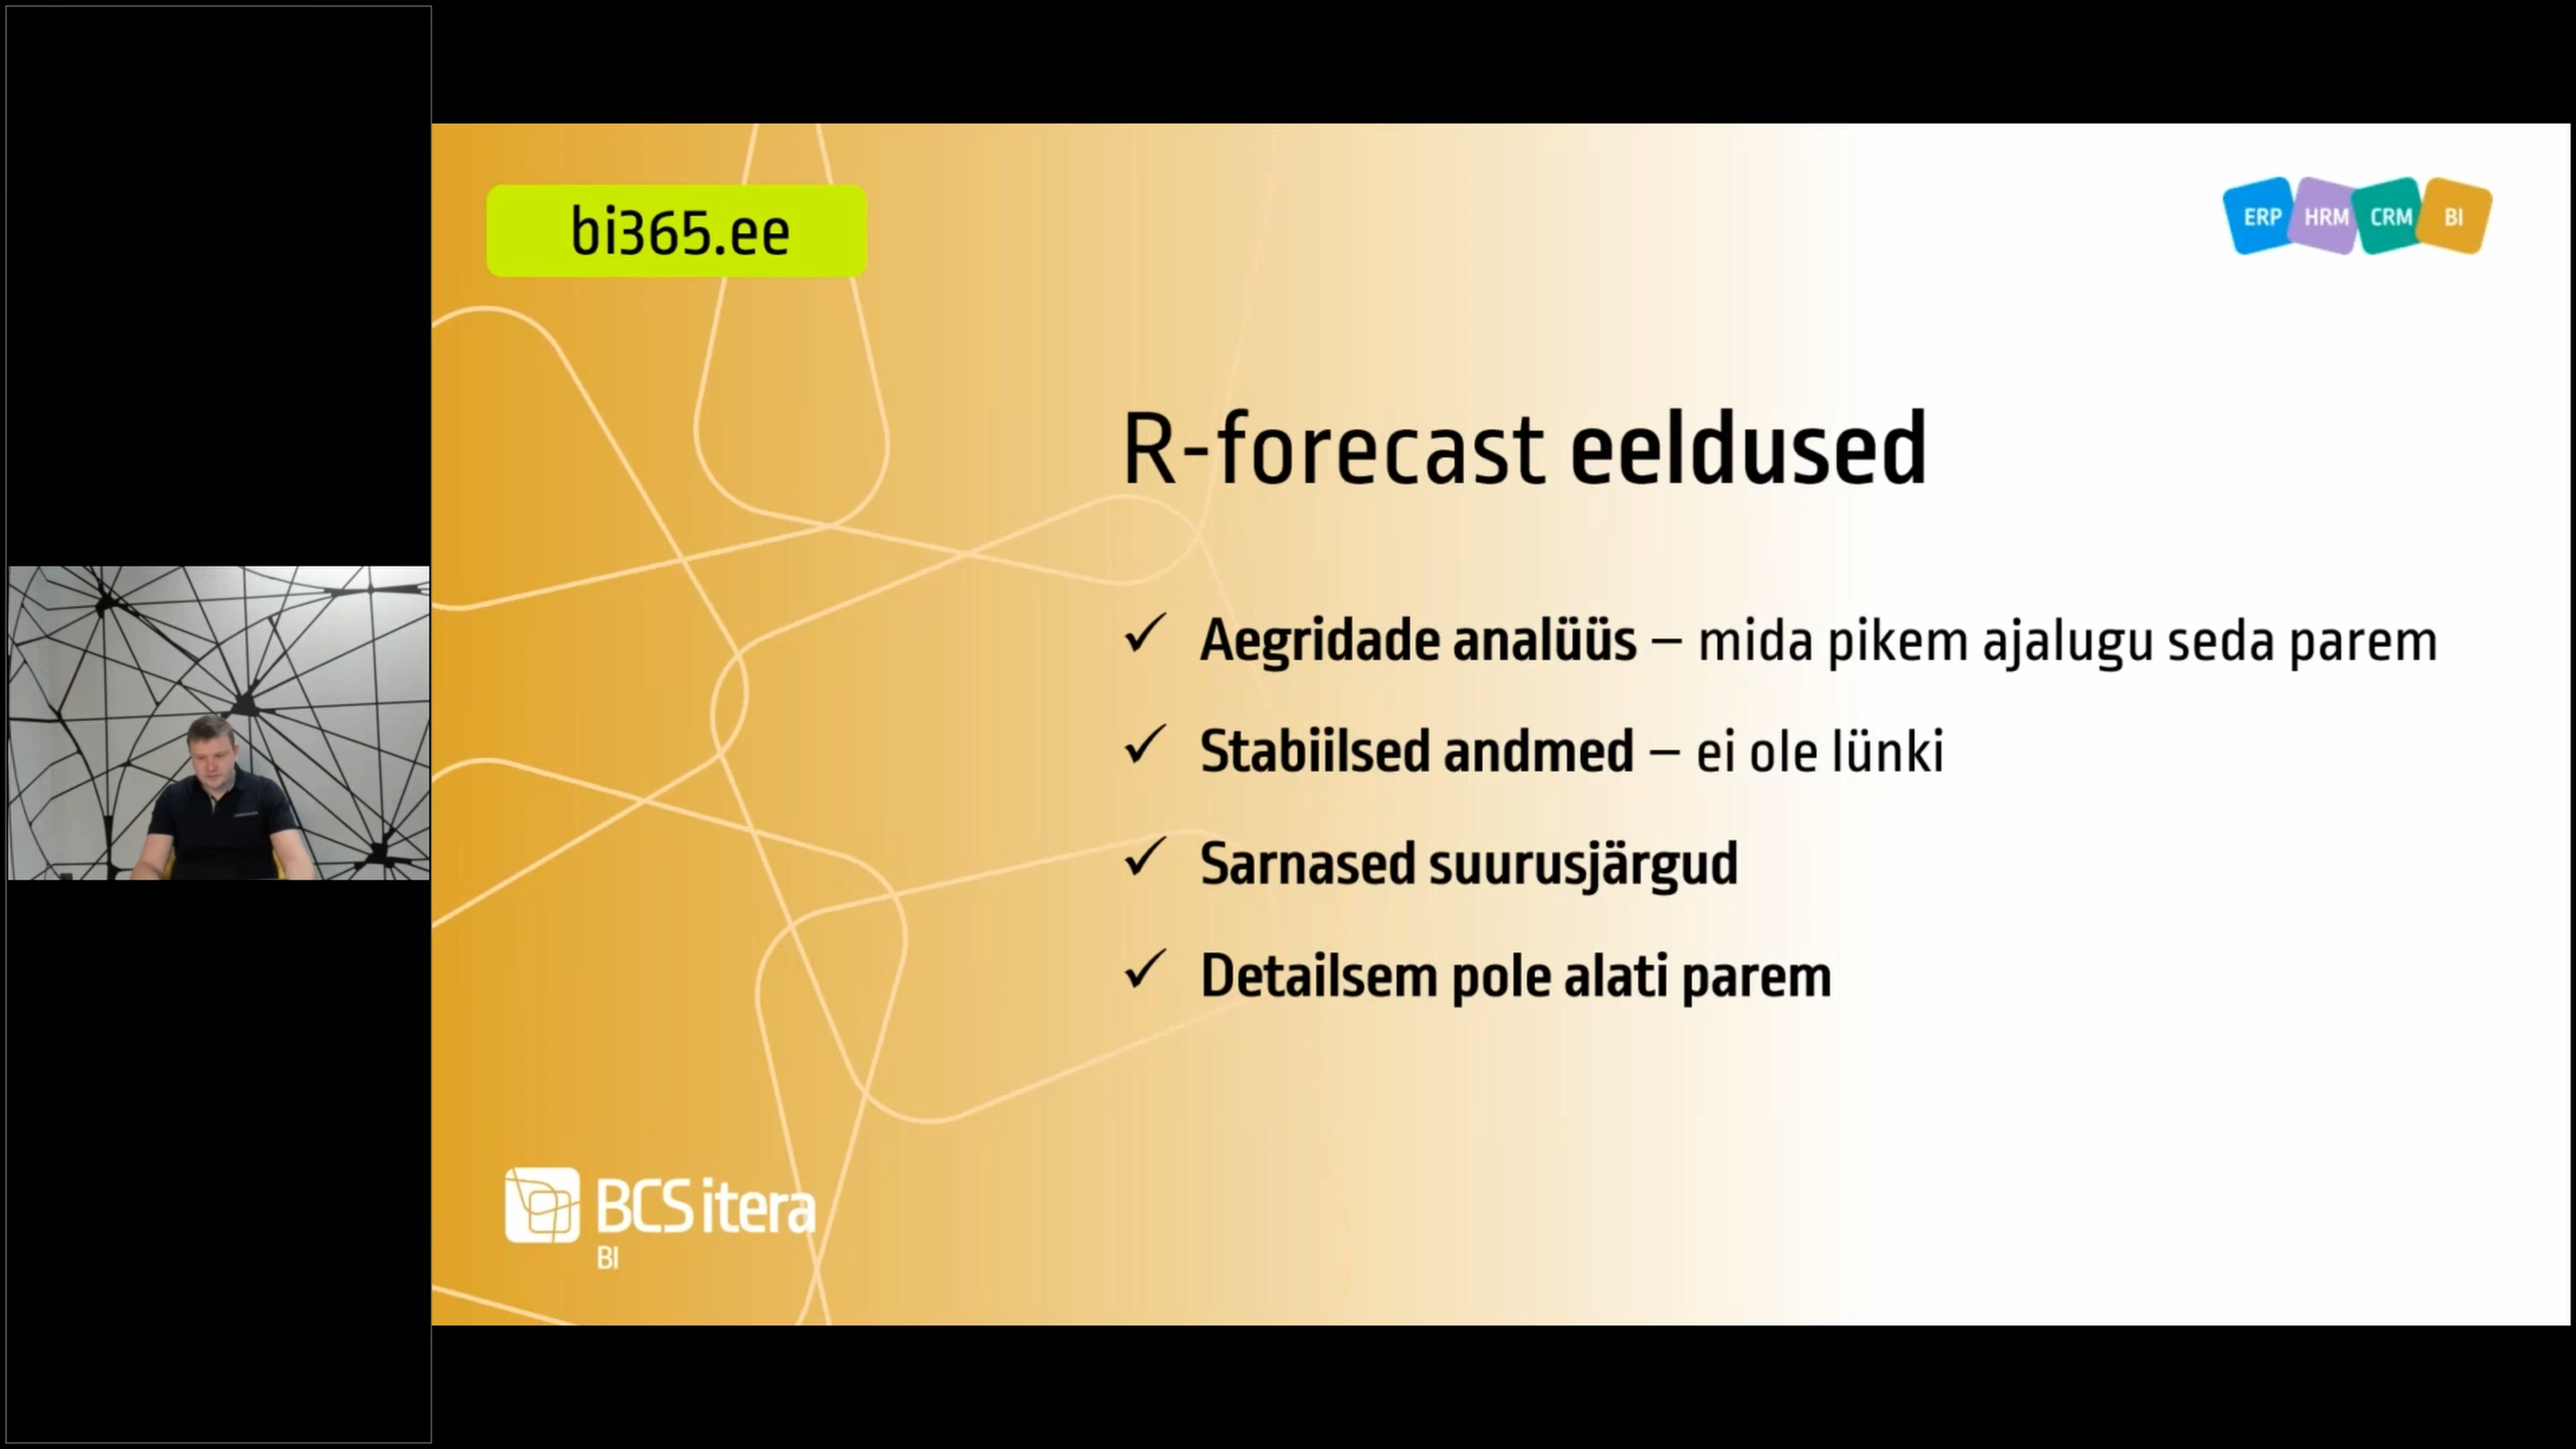 bi365.ee
ERP HRM CRM BI
R-forecast eeldused
✓ Aegridade analüüs – mida pikem ajalugu seda parem
✓ Stabiilsed andmed – ei ole lünki
✓ Sarnased suurusjärgud
✓ Detailsem pole alati parem
BCS itera
BI